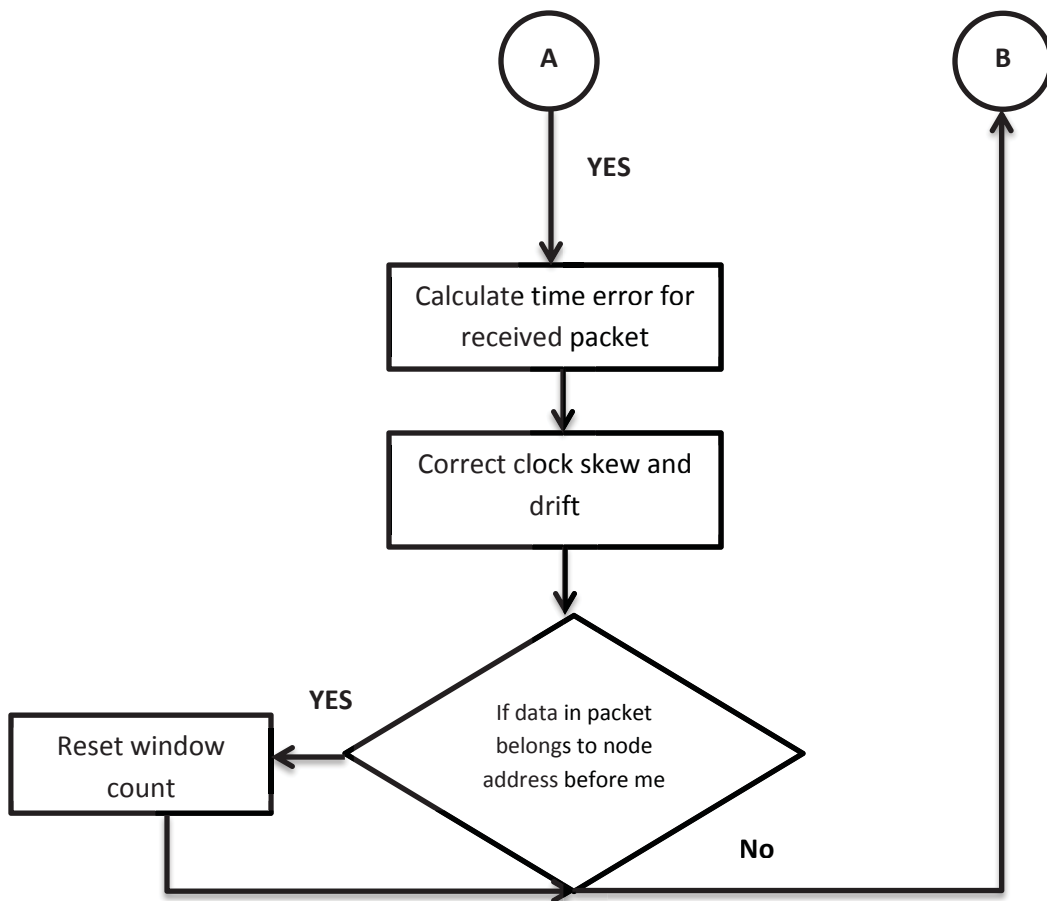 A
B
YES
Calculate time error for
received packet
Correct clock skew and
drift
YES
If data in packet
belongs to node
address before me
Reset window
count
No